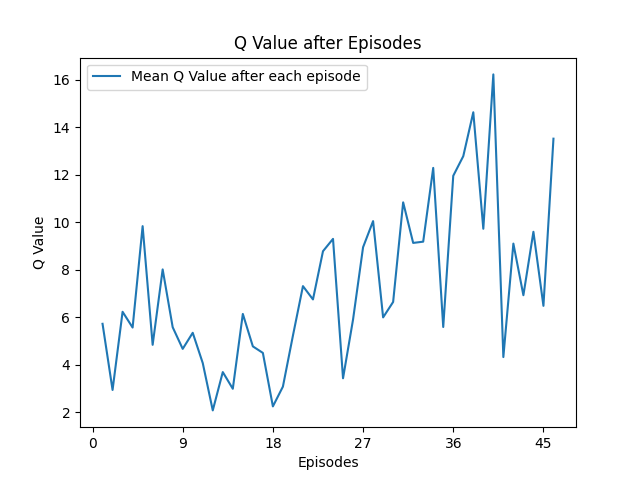 Q Value after Episodes
Mean Q Value after each episode
16
14
12
10
8
6
4
2
Q Value
0 9 18 27 36 45
Episodes